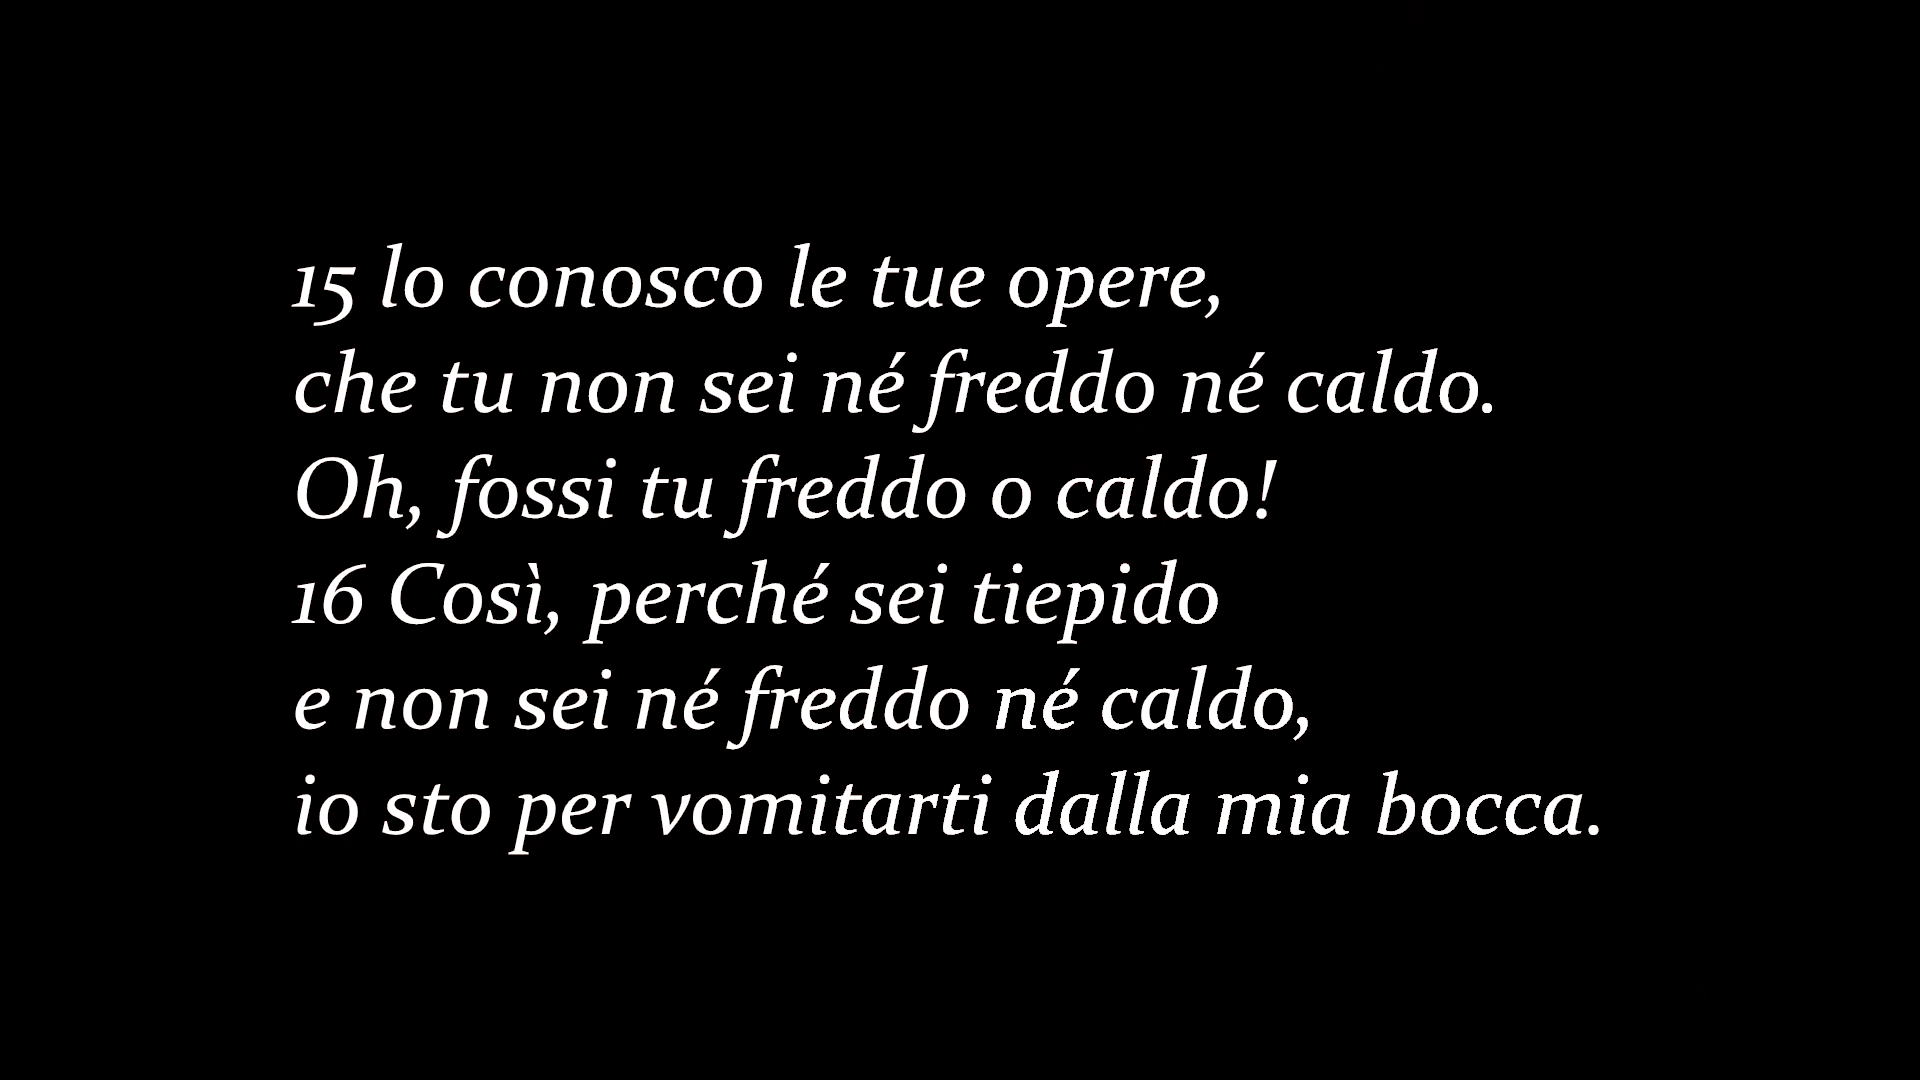 15 lo conosco le tue opere,
che tu non sei né freddo né caldo.
Oh, fossi tu freddo o caldo!
16 Così, perché sei tiepido
e non sei né freddo né caldo,
io sto per vomitarti dalla mia bocca.